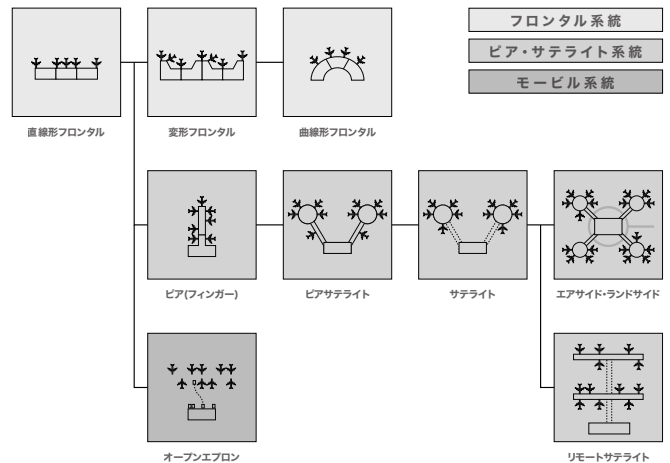 フロンタル系統
ピア・サテライト系統
モービル系統
直線形フロンタル
変形フロンタル
曲線形フロンタル
ピア(フィンガー)
ピアサテライト
サテライト
エアサイド・ランドサイド
オープンエプロン
リモートサテライト